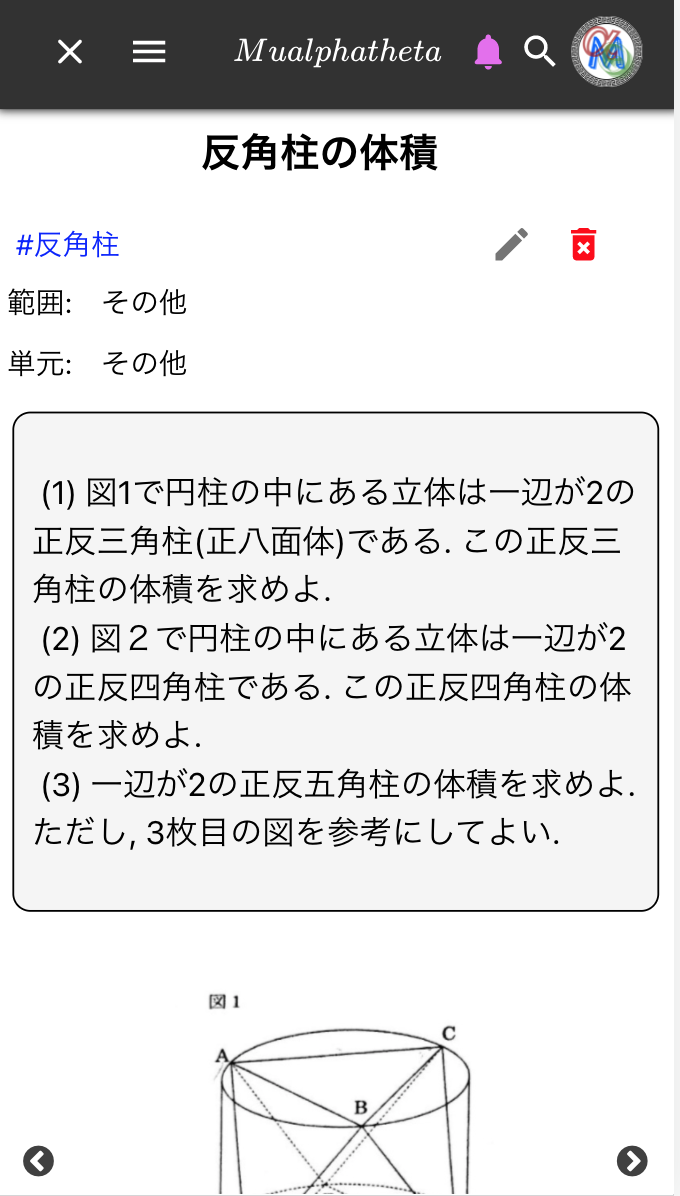 Mualphatheta
反角柱の体積
#反角柱
範囲: その他
単元: その他
(1) 図1で円柱の中にある立体は一辺が2の
正反三角柱(正八面体)である. この正反三
角柱の体積を求めよ.
(2) 図２で円柱の中にある立体は一辺が2
の正反四角柱である. この正反四角柱の体
積を求めよ.
(3) 一辺が2の正反五角柱の体積を求めよ.
ただし, 3枚目の図を参考にしてよい.
図 1
C
A
B